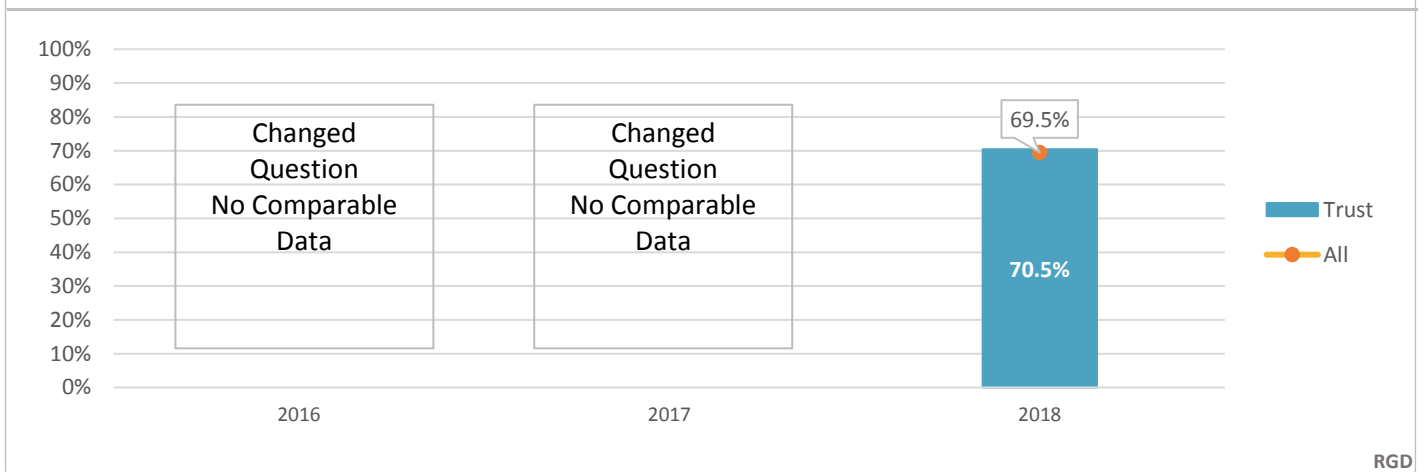 100%
90%
80%
70%
60%
50%
40%
30%
20%
10%
0%
Changed
Question
No Comparable
Data
Changed
Question
No Comparable
Data
69.5%
70.5%
2016
2017
2018
Trust
All
RGD